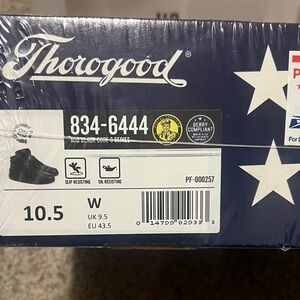 Thorogood®
834-6444
BERRY
COMPLIANT
SLIP RESISTING
OIL RESISTING
PF-000257
10.5
W
UK 9.5
EU 43.5
P
For D